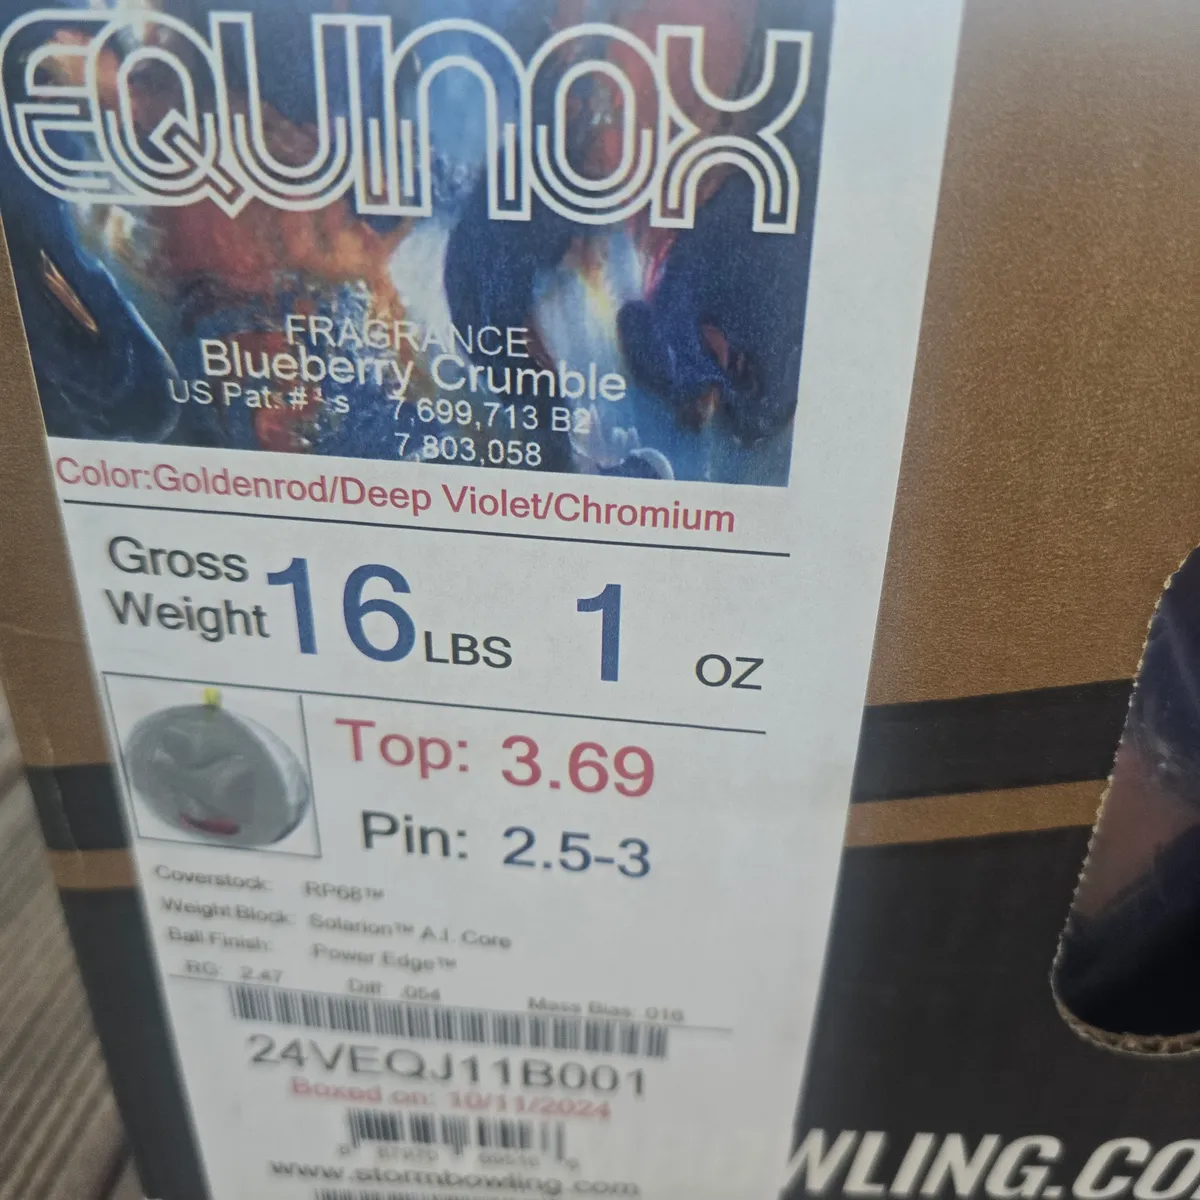 EQUINOX
FRAGRANCE
Blueberry Crumble
US Pat. #'s 7,699,713 B2
7,803,058
Color:Goldenrod/Deep Violet/Chromium
Gross Weight 16 LBS 1 OZ
Top: 3.69
Pin: 2.5-3
Coverstock: RP68™
Weight Block: Solarion™ A.I. Core
Ball Finish: Power Edge™
RG: 2.47 Diff: .054 Mass Bias: .016
24VEQJ11B001
Boxed on: 10/11/2024
www.stormbowling.com
WLING.CO